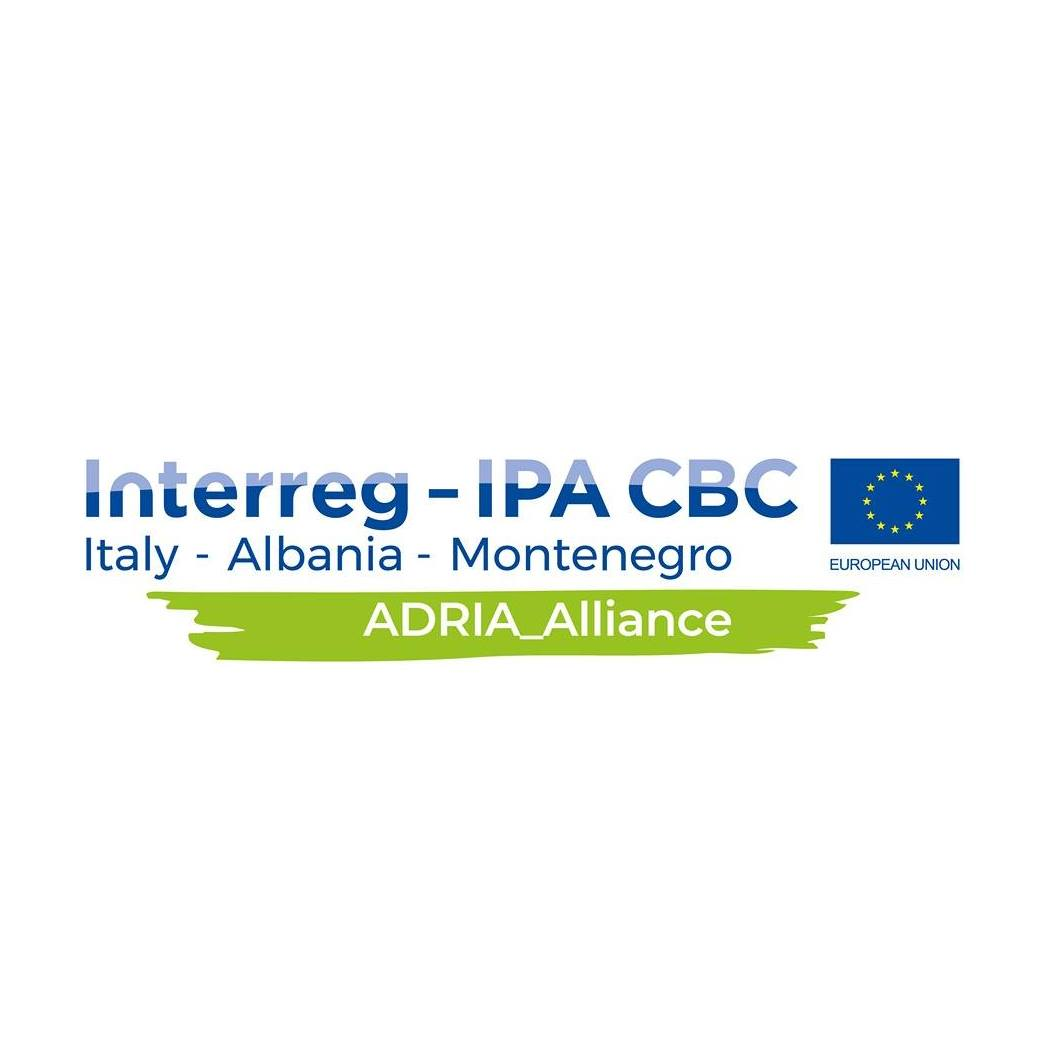 Interreg - IPA CBC
Italy - Albania - Montenegro
EUROPEAN UNION
ADRIA_Alliance